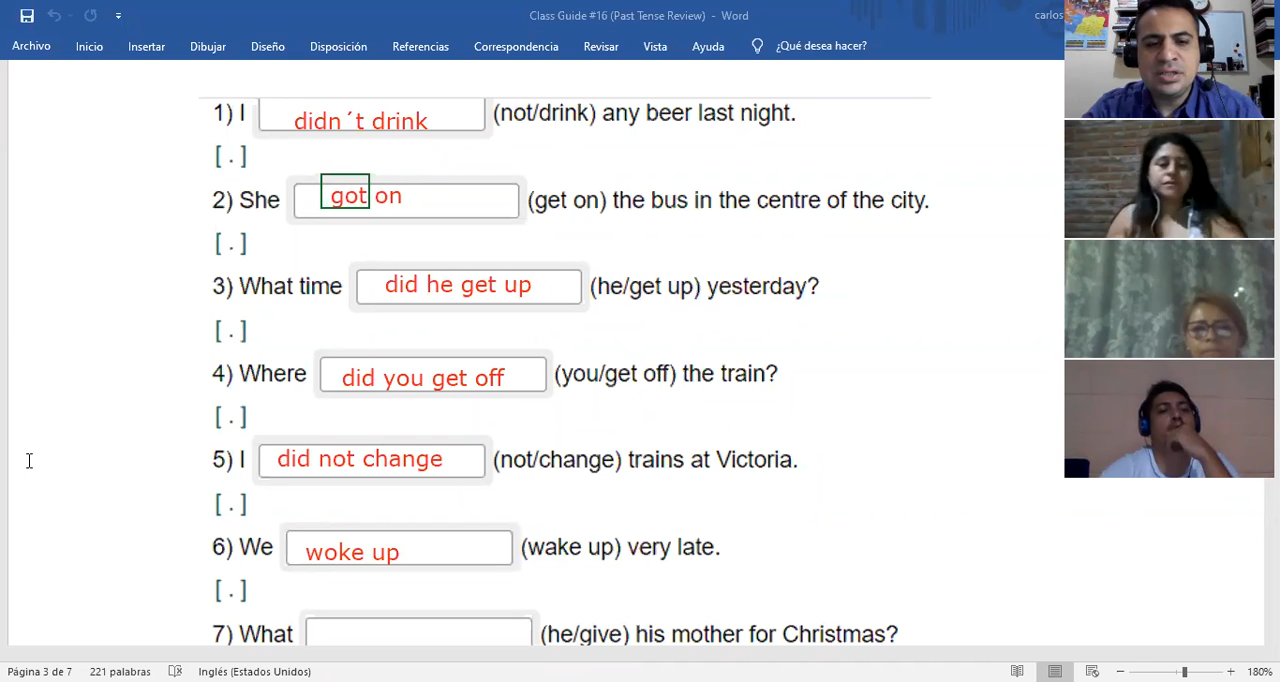 Class Guide #16 (Past Tense Review) - Word
carlos
Archivo Inicio Insertar Dibujar Diseño Disposición Referencias Correspondencia Revisar Vista Ayuda ¿Qué desea hacer?
1) I didn´t drink (not/drink) any beer last night.
[ . ]
2) She got on (get on) the bus in the centre of the city.
[ . ]
3) What time did he get up (he/get up) yesterday?
[ . ]
4) Where did you get off (you/get off) the train?
[ . ]
5) I did not change (not/change) trains at Victoria.
[ . ]
6) We woke up (wake up) very late.
[ . ]
7) What (he/give) his mother for Christmas?
Página 3 de 7 221 palabras Inglés (Estados Unidos) 180%